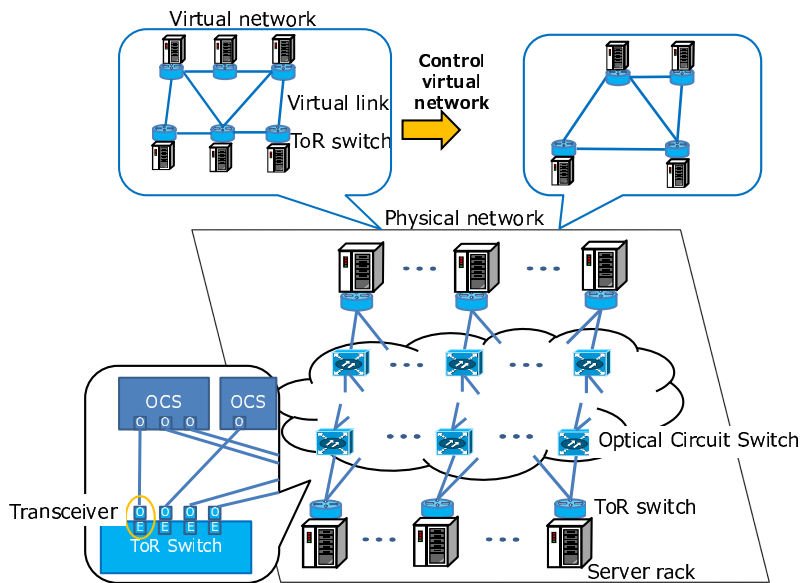 Virtual network
Control
virtual
network
Virtual link
ToR switch
Physical network
OCS
OCS
O O O
O
Optical Circuit Switch
Transceiver
O O O O
E E E E
ToR Switch
ToR switch
Server rack